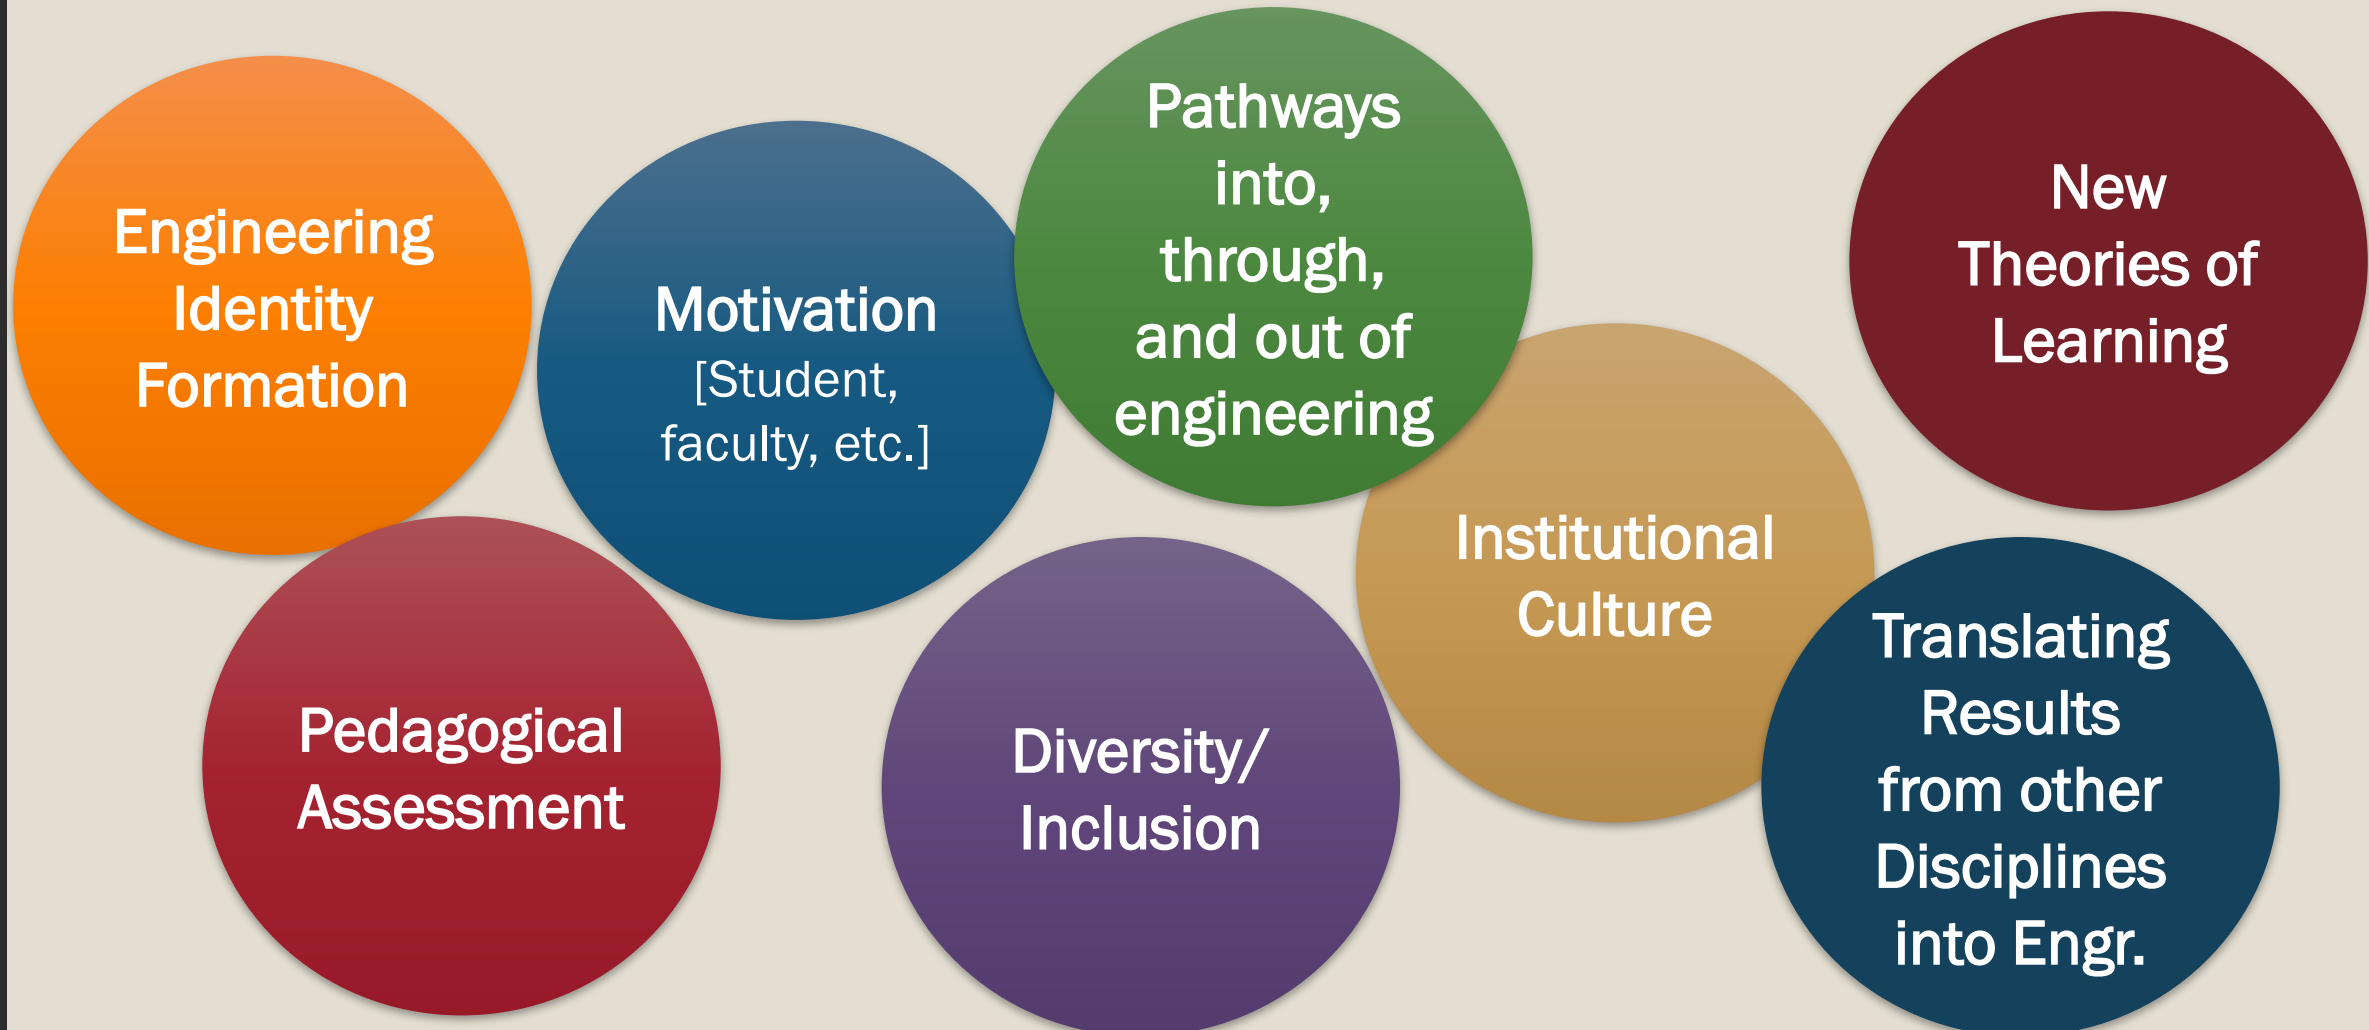 Engineering
Identity
Formation
Motivation
[Student,
faculty, etc.]
Pathways
into,
through,
and out of
engineering
New
Theories of
Learning
Pedagogical
Assessment
Diversity/
Inclusion
Institutional
Culture
Translating
Results
from other
Disciplines
into Engr.